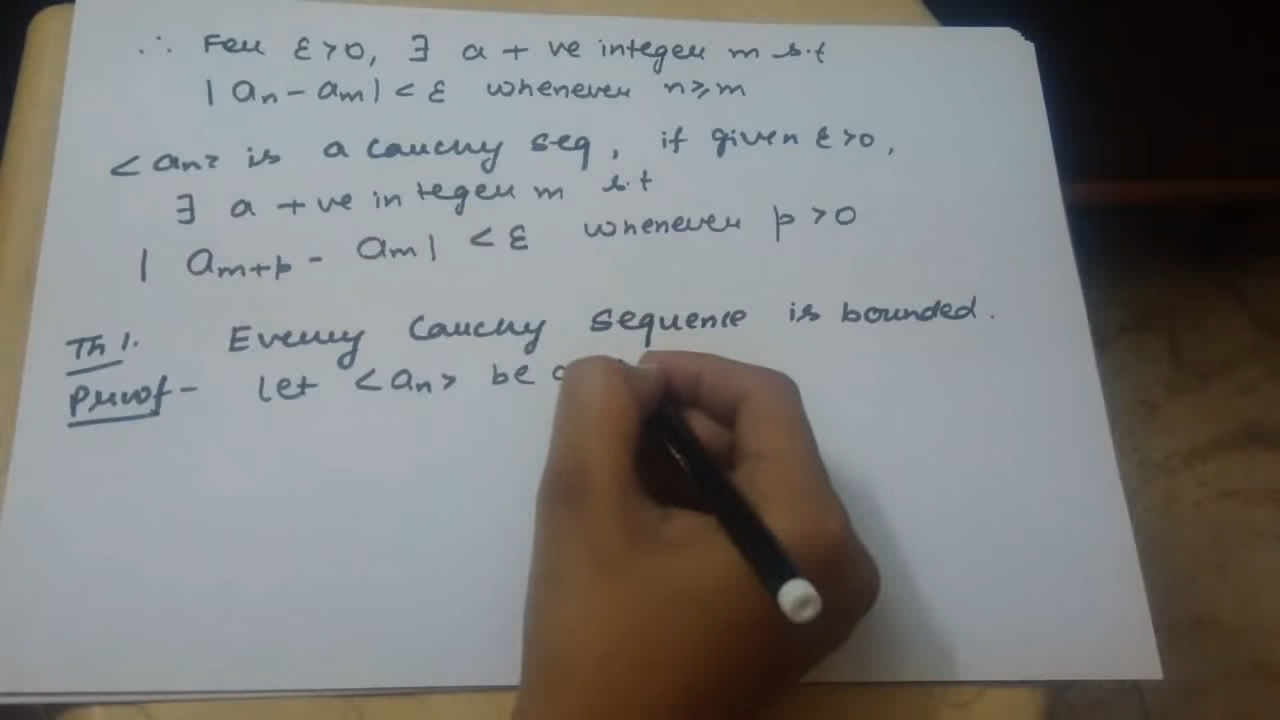 ∴ For ε>0, ∃ a +ve integer m s.t
|an - am| < ε whenever n≥m
<an> is a cauchy seq, if given ε>0,
∃ a +ve integer m s.t
| am+p - am| < ε whenever p>0
Th 1. Every Cauchy sequence is bounded.
Proof- Let <an> be